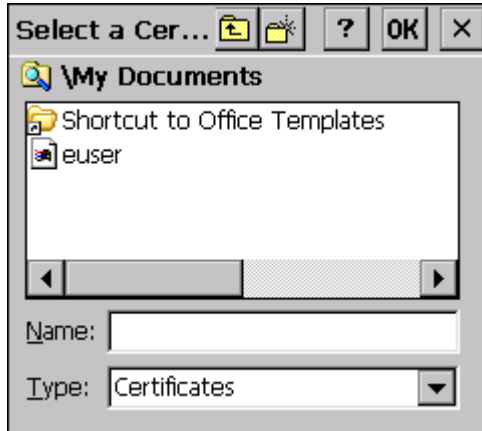 Select a Cer... ? OK ×
\My Documents
Shortcut to Office Templates
euser
Name:
Type: Certificates